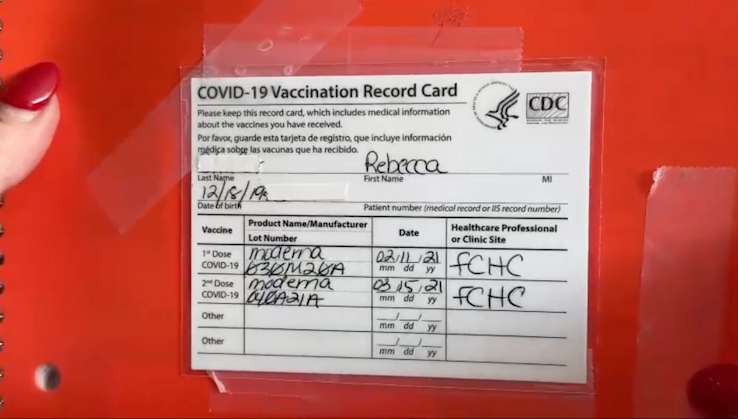 COVID-19 Vaccination Record Card
CDC
Please keep this record card, which includes medical information
about the vaccines you have received.
Por favor, guarde esta tarjeta de registro, que incluye información
médica sobre las vacunas que ha recibido.
Rebecca
Last Name First Name MI
12/18/19
Date of birth Patient number (medical record or IIS record number)
Vaccine Product Name/Manufacturer Date Healthcare Professional
Lot Number or Clinic Site
1st Dose moderna 02/11/21 FCHC
COVID-19 mm dd yy
2nd Dose moderna 03/15/21 FCHC
COVID-19 040A21A mm dd yy
Other
mm dd yy
Other
mm dd yy